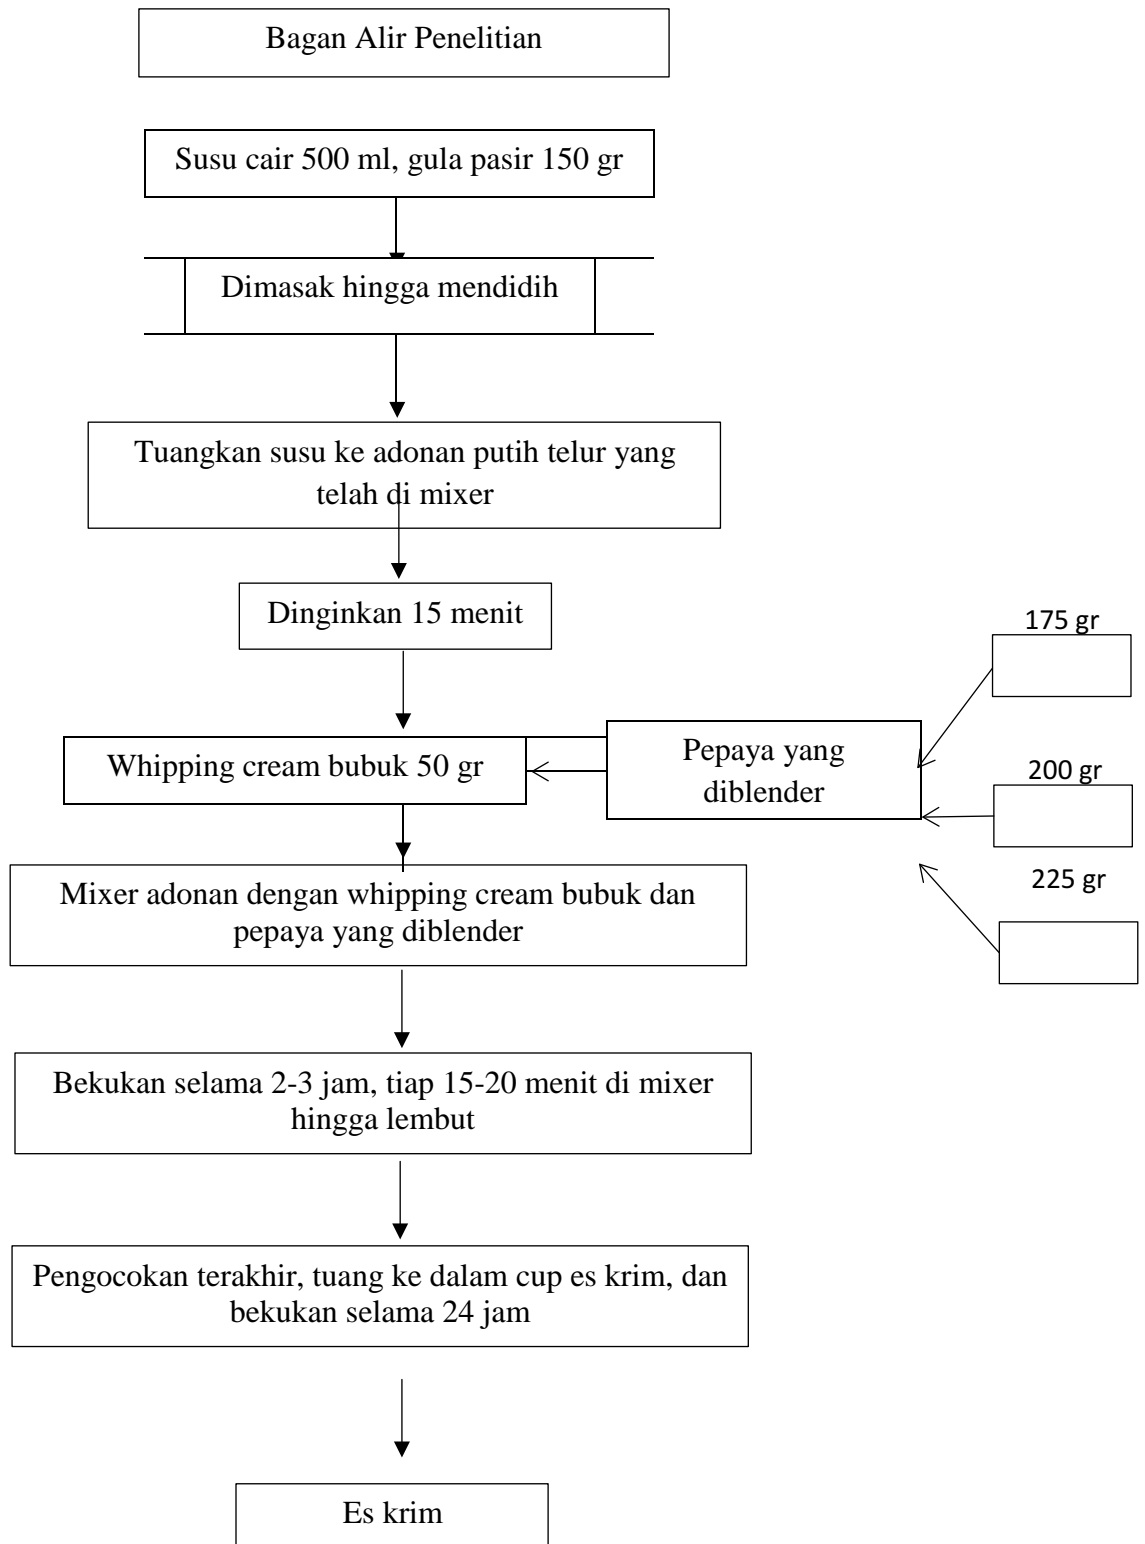 Bagan Alir Penelitian
Susu cair 500 ml, gula pasir 150 gr
Dimasak hingga mendidih
Tuangkan susu ke adonan putih telur yang
telah di mixer
Dinginkan 15 menit
175 gr
Whipping cream bubuk 50 gr
Pepaya yang
diblender
200 gr
225 gr
Mixer adonan dengan whipping cream bubuk dan
pepaya yang diblender
Bekukan selama 2-3 jam, tiap 15-20 menit di mixer
hingga lembut
Pengocokan terakhir, tuang ke dalam cup es krim, dan
bekukan selama 24 jam
Es krim